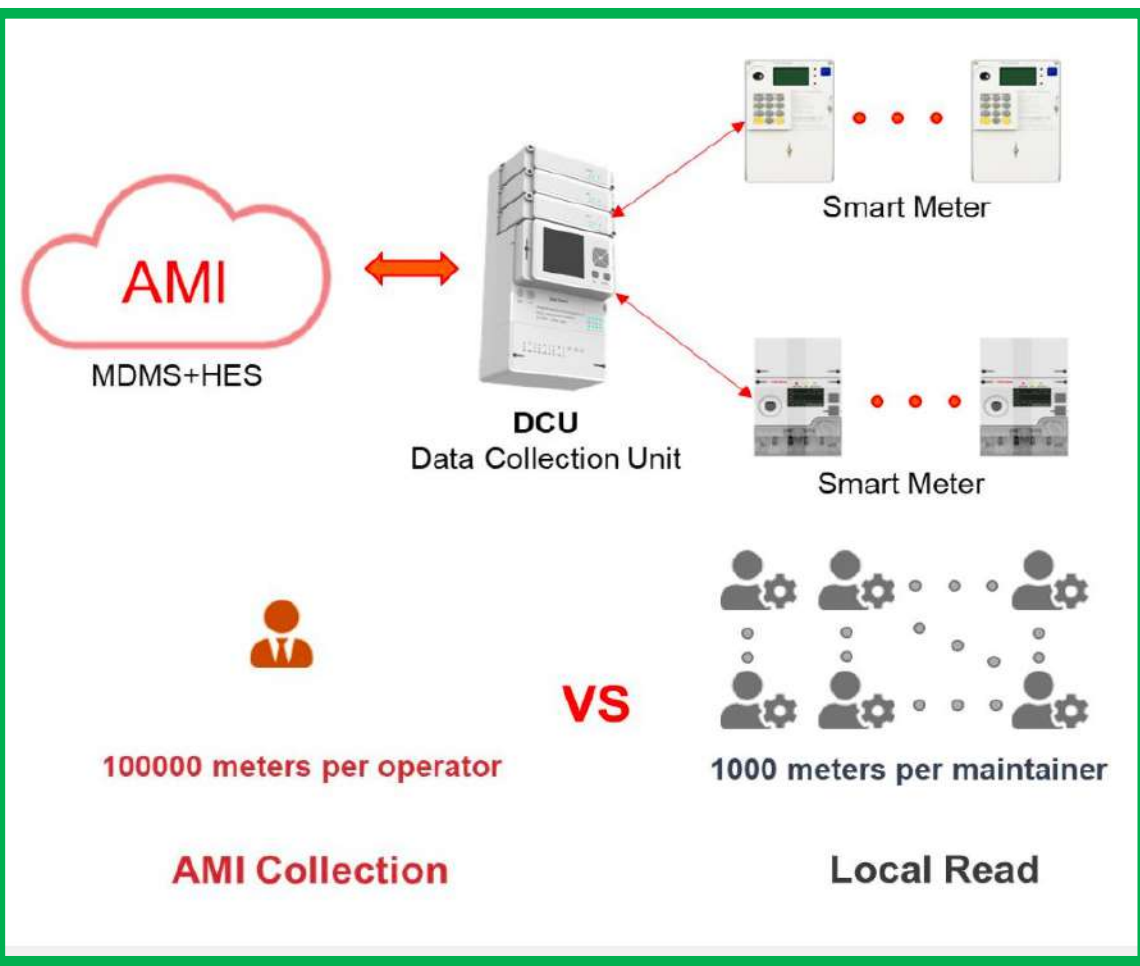 Smart Meter
AMI
MDMS+HES
DCU
Data Collection Unit
Smart Meter
VS
100000 meters per operator
1000 meters per maintainer
AMI Collection
Local Read